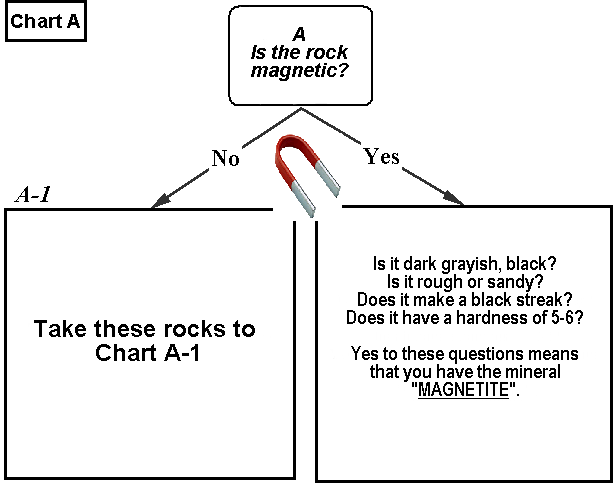 Chart A
A
Is the rock
magnetic?
No
Yes
A-1
Take these rocks to
Chart A-1
Is it dark grayish, black?
Is it rough or sandy?
Does it make a black streak?
Does it have a hardness of 5-6?
Yes to these questions means
that you have the mineral
"MAGNETITE".